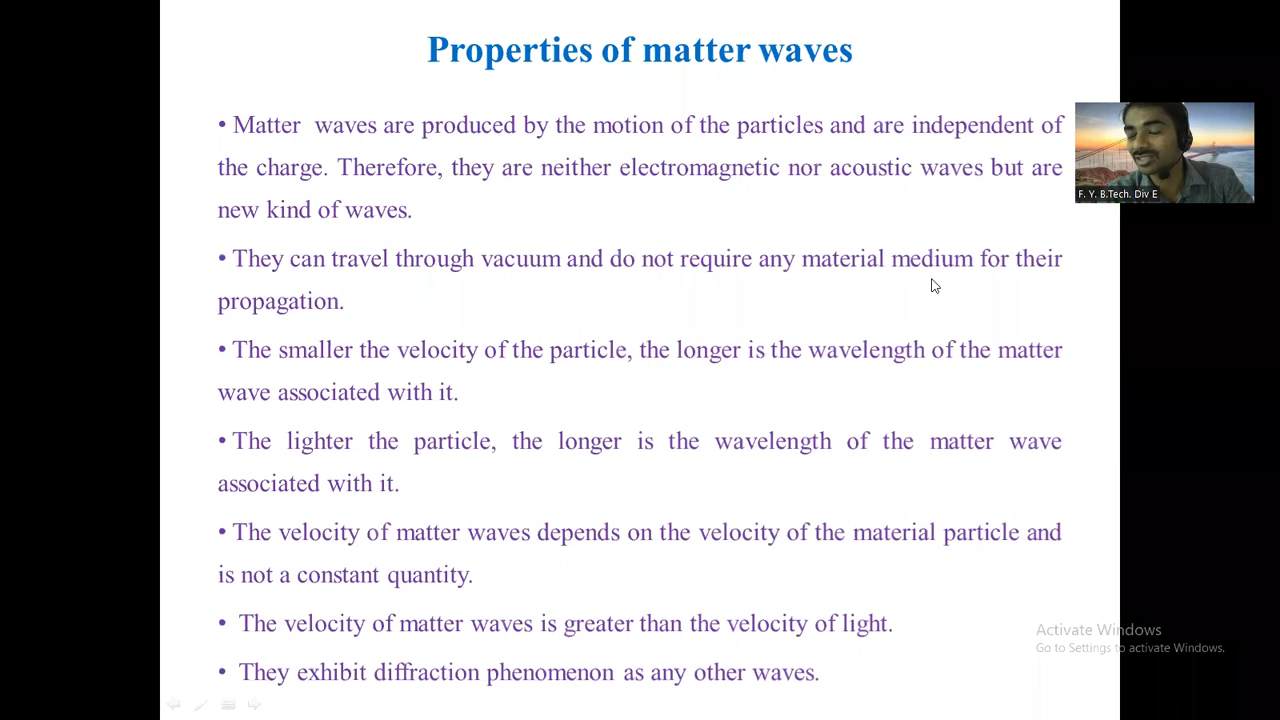 Properties of matter waves
• Matter waves are produced by the motion of the particles and are independent of
the charge. Therefore, they are neither electromagnetic nor acoustic waves but are
new kind of waves.
• They can travel through vacuum and do not require any material medium for their
propagation.
• The smaller the velocity of the particle, the longer is the wavelength of the matter
wave associated with it.
• The lighter the particle, the longer is the wavelength of the matter wave
associated with it.
• The velocity of matter waves depends on the velocity of the material particle and
is not a constant quantity.
• The velocity of matter waves is greater than the velocity of light.
• They exhibit diffraction phenomenon as any other waves.
F. Y. B.Tech. Div E
Activate Windows
Go to Settings to activate Windows.